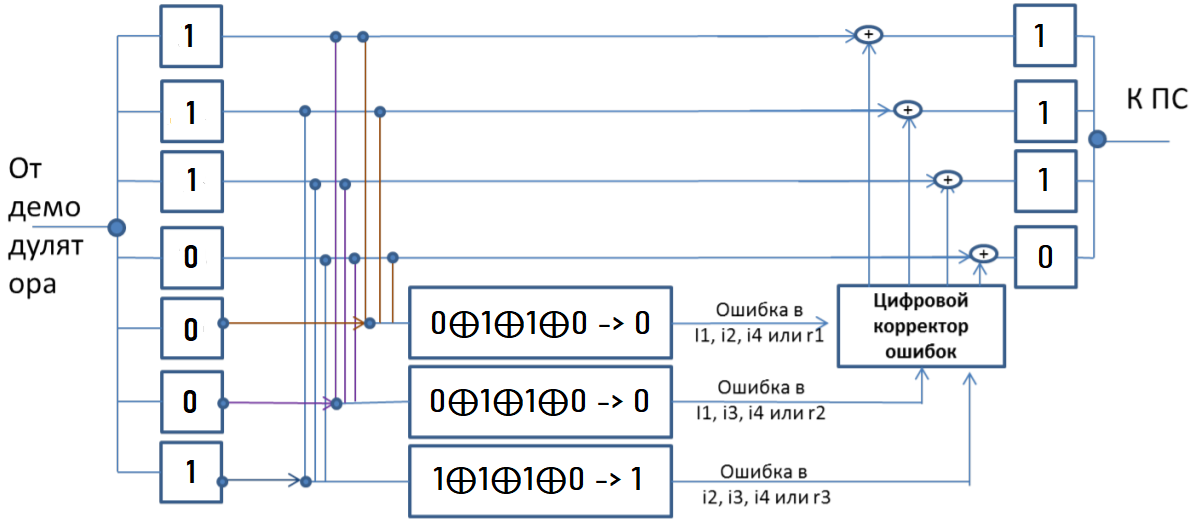 1
1
1
0
0
0
1
От
демо
дулят
ора
0⊕1⊕1⊕0 -> 0
0⊕1⊕1⊕0 -> 0
1⊕1⊕1⊕0 -> 1
Ошибка в
I1, i2, i4 или r1
Ошибка в
I1, i3, i4 или r2
Ошибка в
i2, i3, i4 или r3
+
+
+
+
Цифровой
корректор
ошибок
1
1
1
0
К ПС